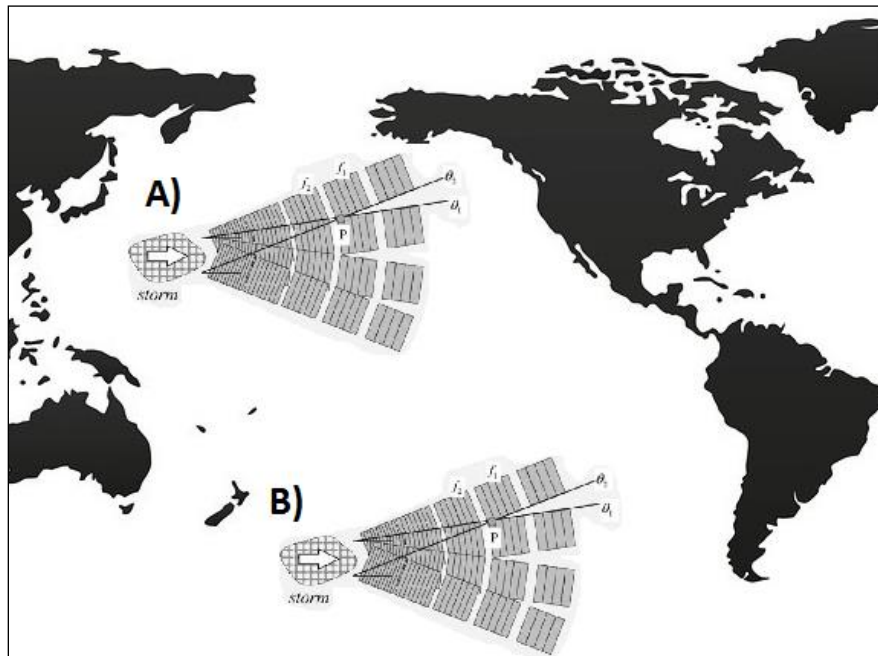 A)
f₂
f₁
θ₂
θ₁
P
storm
B)
f₂
f₁
θ₂
θ₁
P
storm